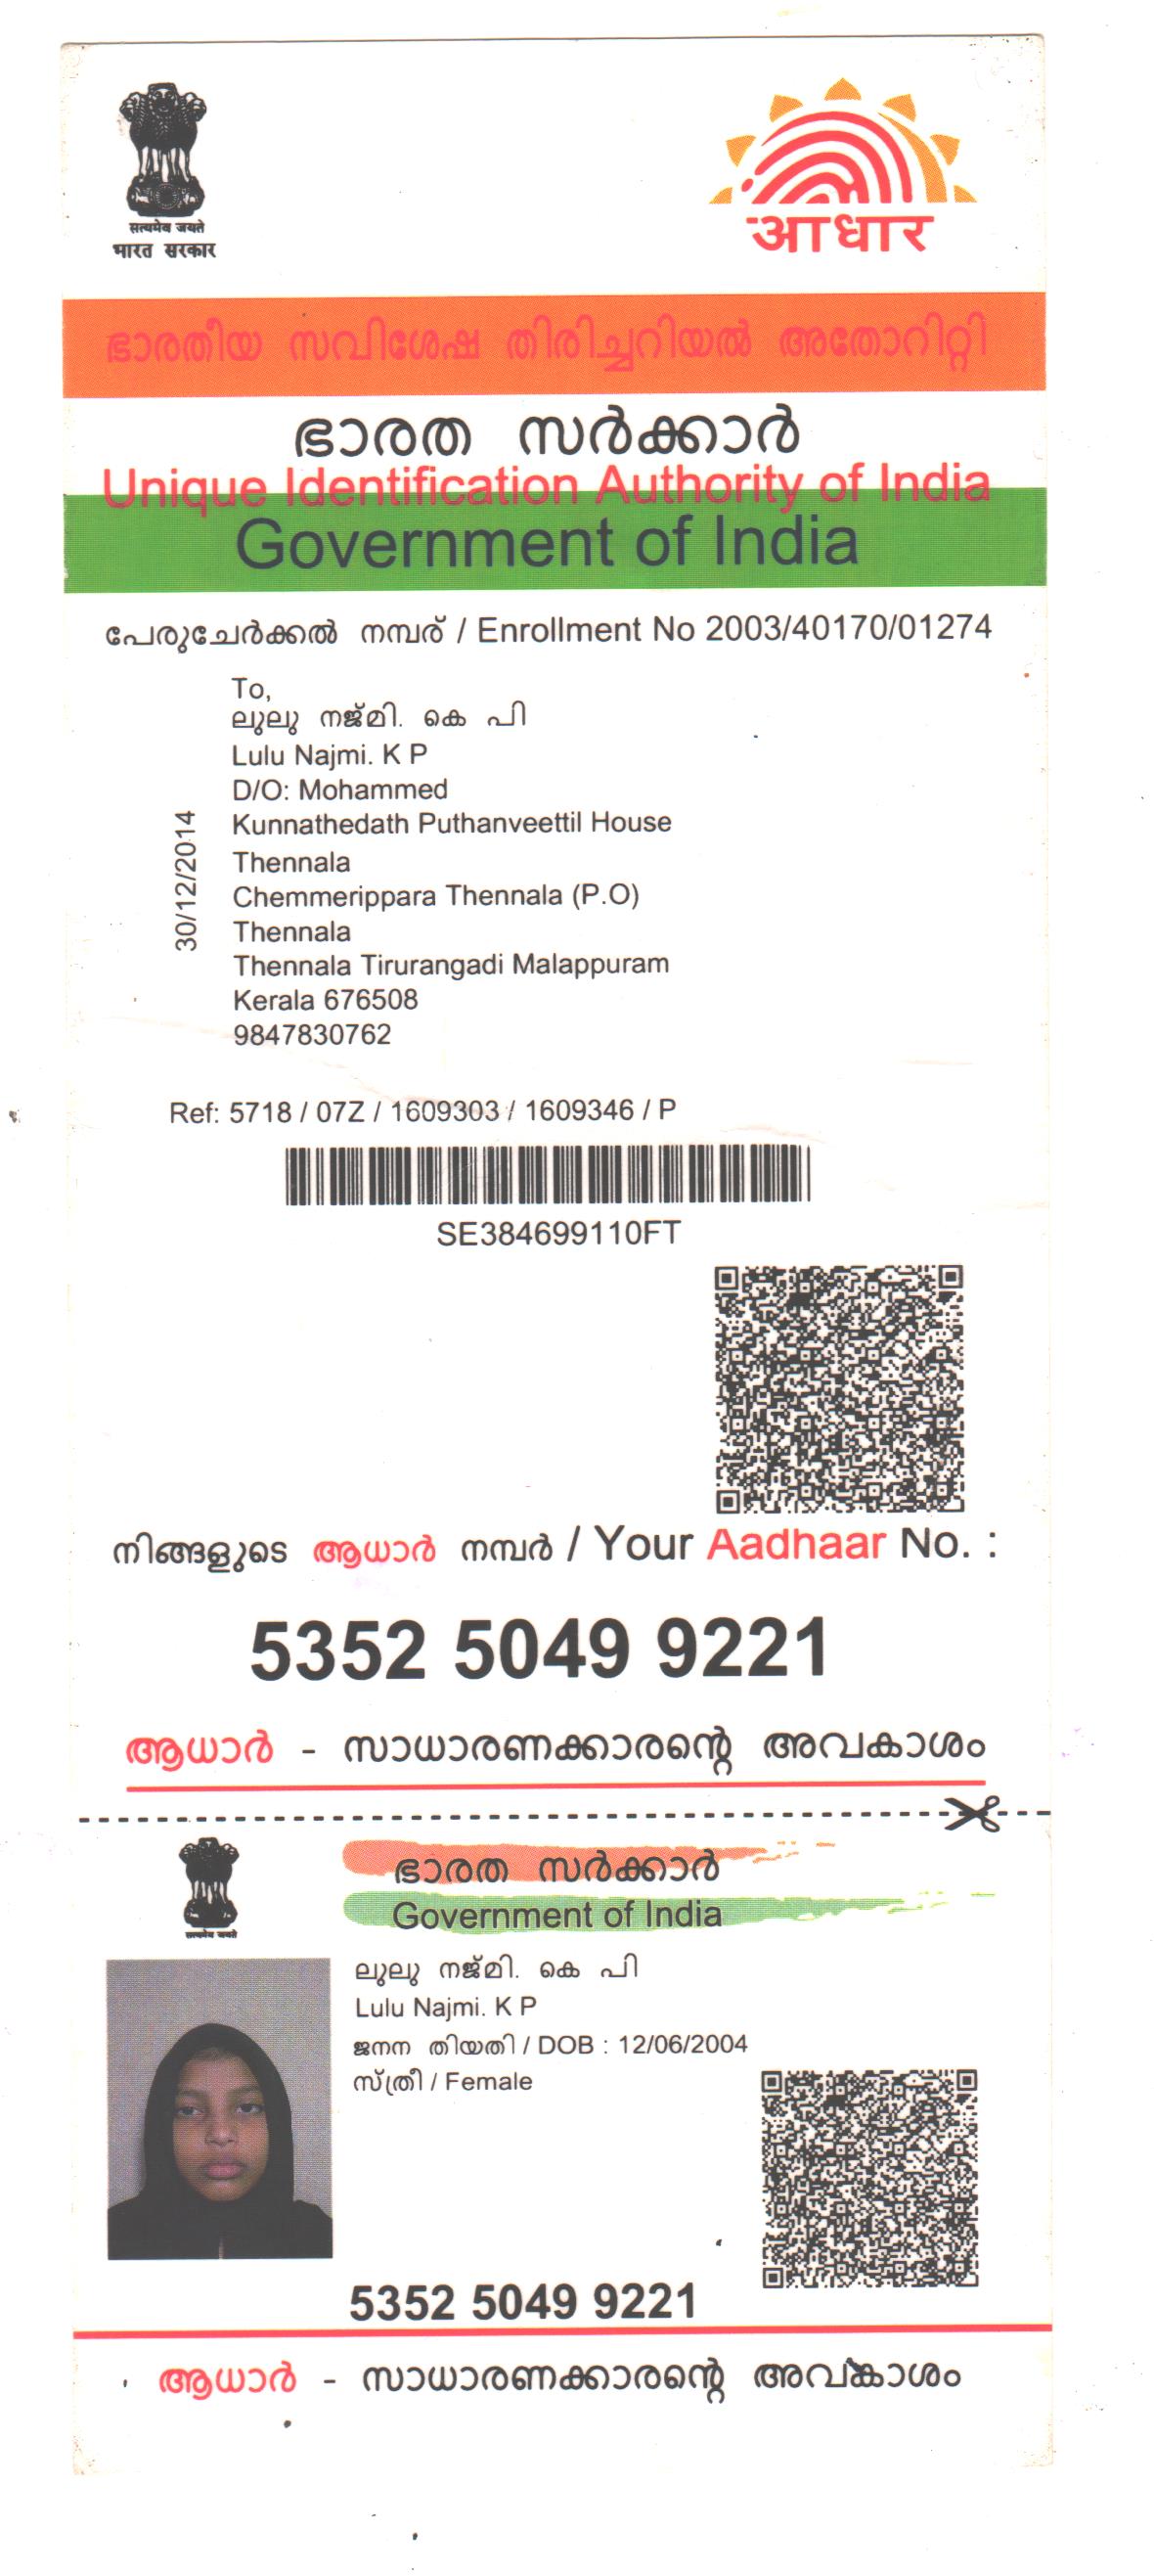 सत्यमेव जयते
भारत सरकार
आधार
ഭാരതീയ സവിശേഷ തിരിച്ചറിയൽ അതോറിറ്റി
ഭാരത സർക്കാർ
Unique Identification Authority of India
Government of India
പേരുചേർക്കൽ നമ്പര് / Enrollment No 2003/40170/01274
To,
ലുലു നജ്മി. കെ പി
Lulu Najmi. K P
D/O: Mohammed
Kunnathedath Puthanveettil House
Thennala
Chemmerippara Thennala (P.O)
Thennala
Thennala Tirurangadi Malappuram
Kerala 676508
9847830762
30/12/2014
Ref: 5718 / 07Z / 1609303 / 1609346 / P
SE384699110FT
നിങ്ങളുടെ ആധാർ നമ്പർ / Your Aadhaar No. :
5352 5049 9221
ആധാർ - സാധാരണക്കാരന്റെ അവകാശം
ഭാരത സർക്കാർ
Government of India
सत्यमेव जयते
ലുലു നജ്മി. കെ പി
Lulu Najmi. K P
ജനന തിയതി / DOB : 12/06/2004
സ്ത്രീ / Female
5352 5049 9221
ആധാർ - സാധാരണക്കാരന്റെ അവകാശം